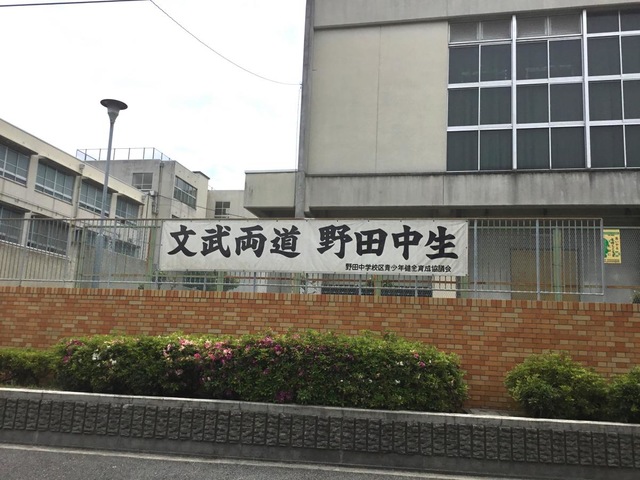 文武両道 野田中生
野田中学校区青少年健全育成協議会